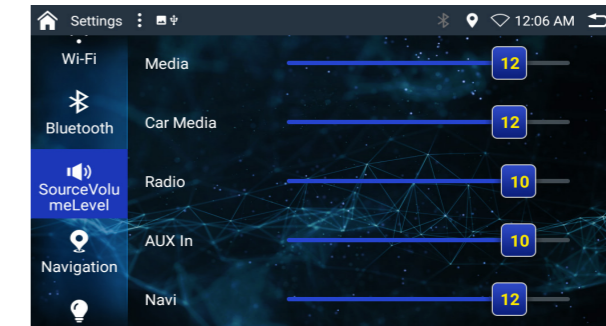 Settings
12:06 AM
Wi-Fi
Media
12
Bluetooth
Car Media
12
SourceVolu
meLevel
Radio
10
AUX In
10
Navigation
Navi
12